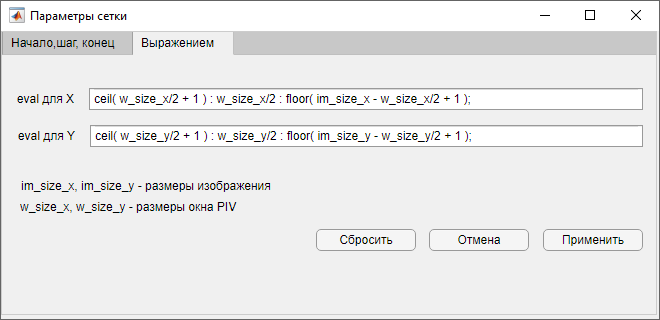 Параметры сетки
Начало,шаг, конец
Выражением
eval для X
ceil( w_size_x/2 + 1 ) : w_size_x/2 : floor( im_size_x - w_size_x/2 + 1 );
eval для Y
ceil( w_size_y/2 + 1 ) : w_size_y/2 : floor( im_size_y - w_size_y/2 + 1 );
im_size_x, im_size_y - размеры изображения
w_size_x, w_size_y - размеры окна PIV
Сбросить
Отмена
Применить